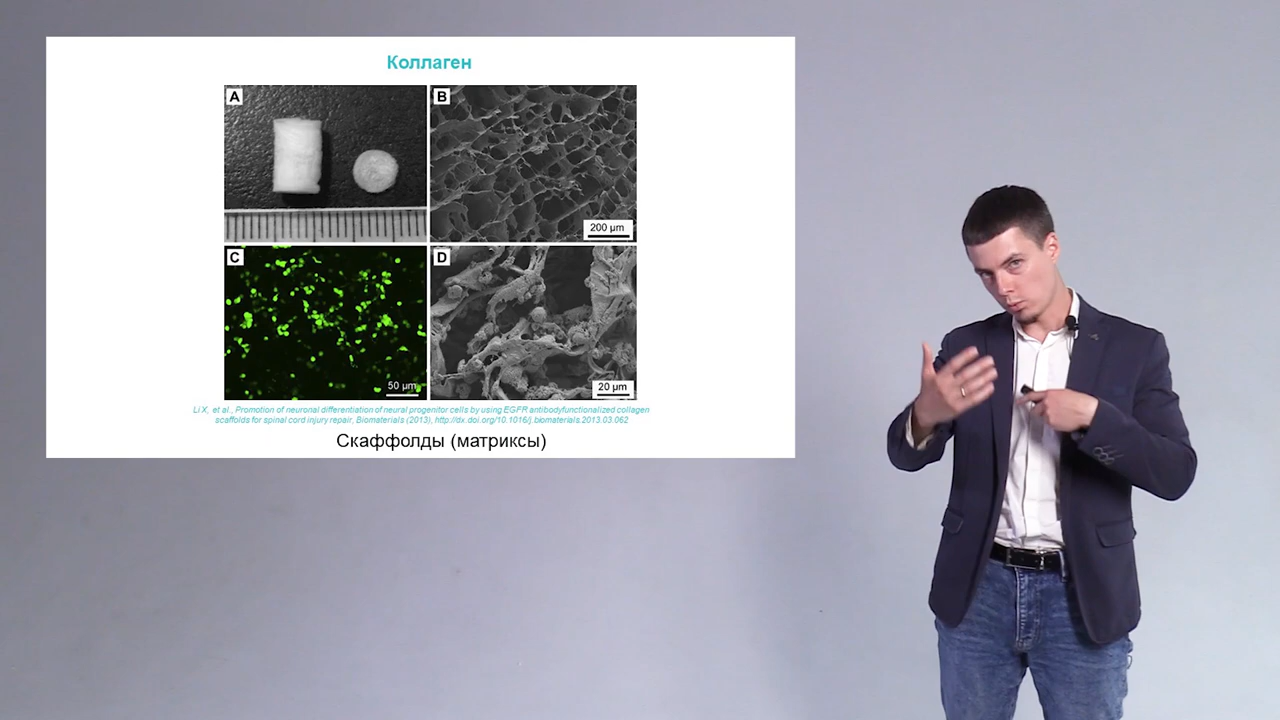 Коллаген
A
B
200 µm
C
D
50 µm
20 µm
Li X, et al., Promotion of neuronal differentiation of neural progenitor cells by using EGFR antibodyfunctionalized collagen
scaffolds for spinal cord injury repair, Biomaterials (2013), http://dx.doi.org/10.1016/j.biomaterials.2013.03.062
Скаффолды (матриксы)